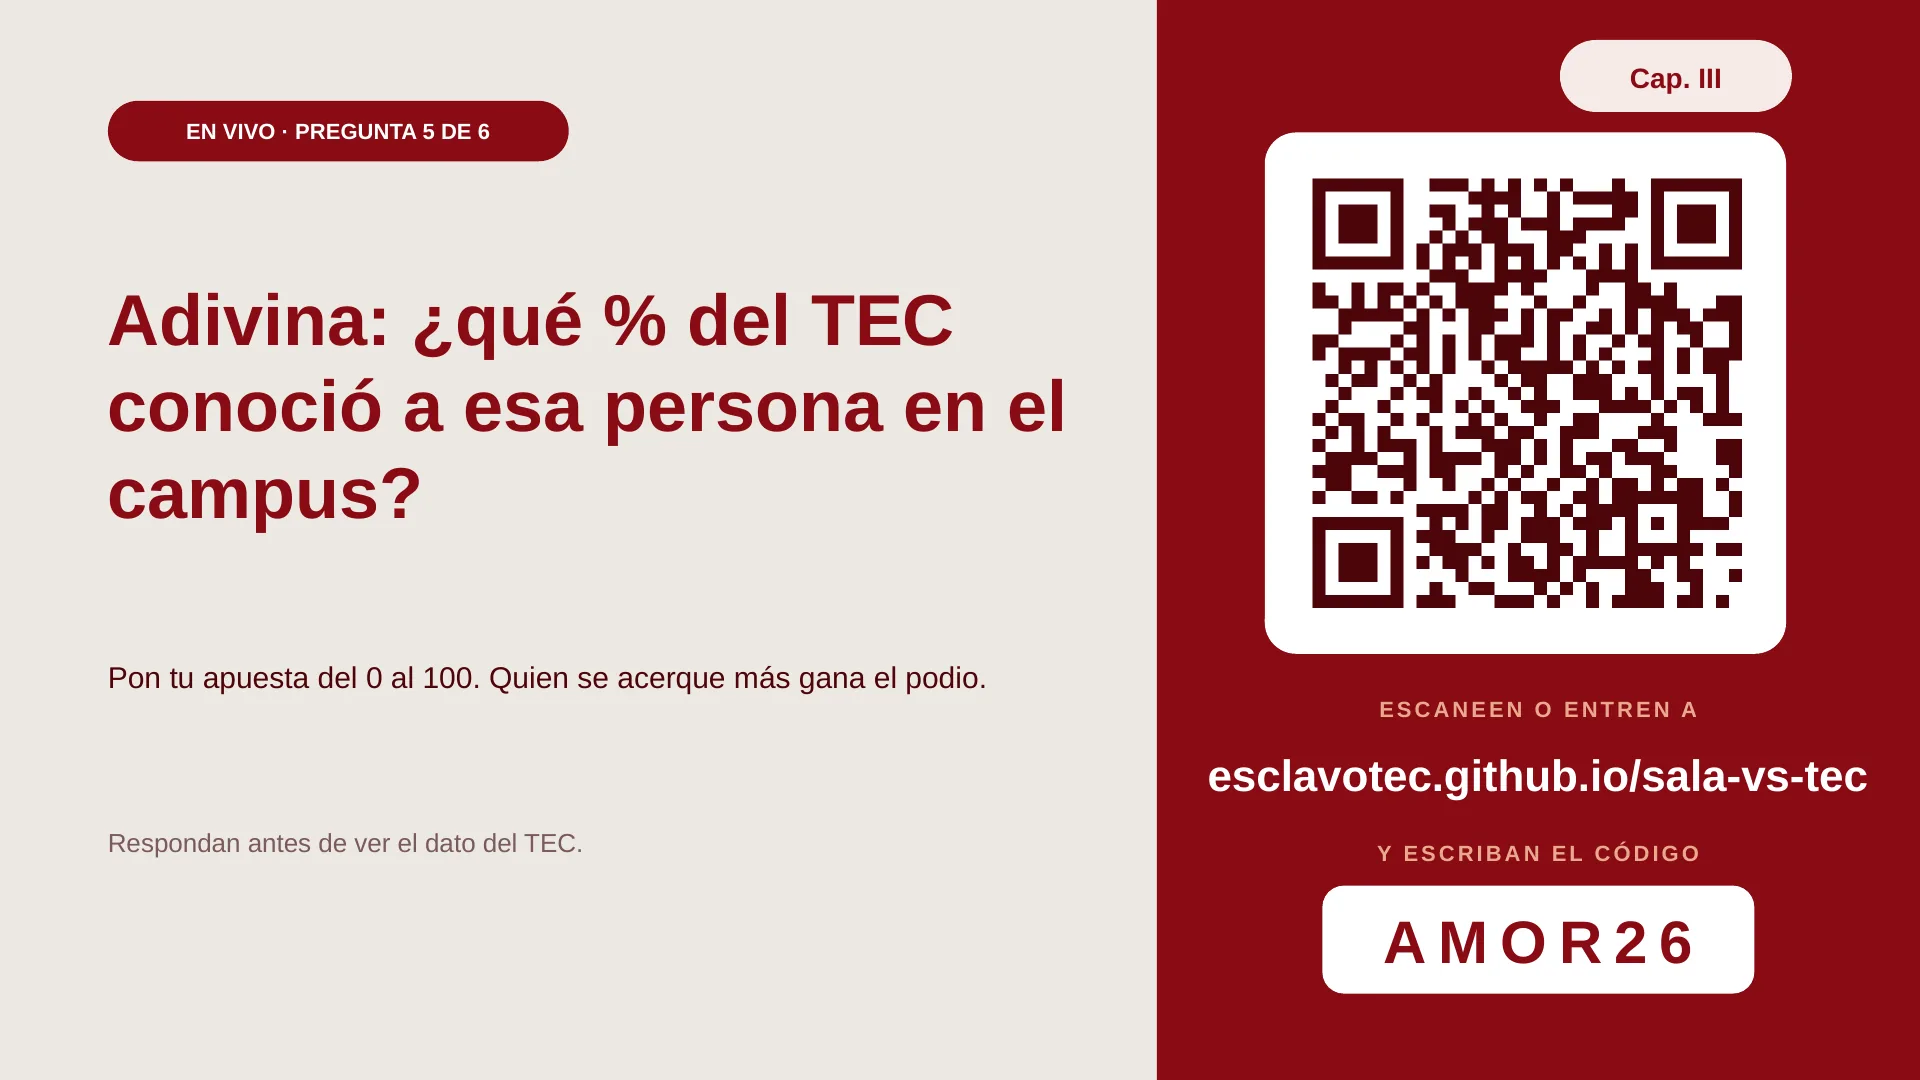 EN VIVO · PREGUNTA 5 DE 6
Adivina: ¿qué % del TEC
conoció a esa persona en el
campus?
Pon tu apuesta del 0 al 100. Quien se acerque más gana el podio.
Respondan antes de ver el dato del TEC.
Cap. III
ESCANEEN O ENTREN A
esclavotec.github.io/sala-vs-tec
Y ESCRIBAN EL CÓDIGO
AMOR26